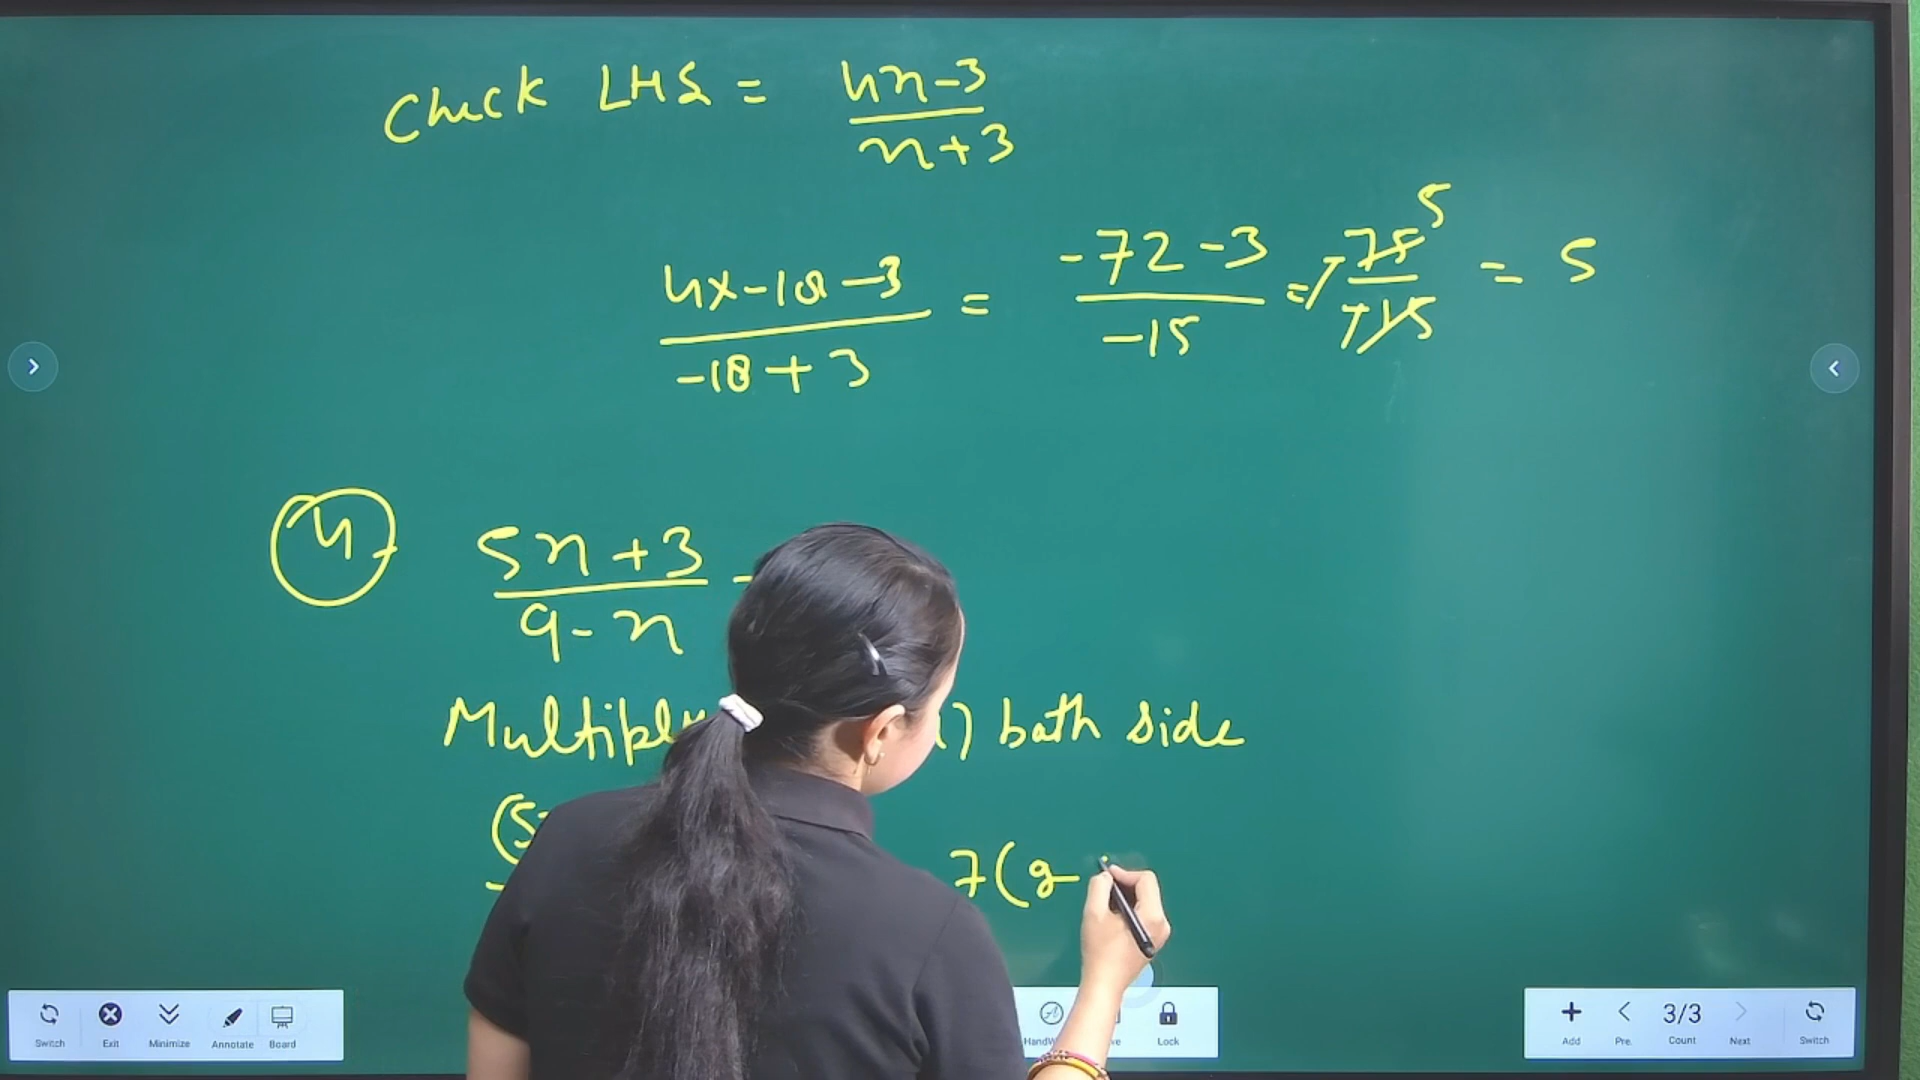 Check LHS = 4x-3 / x+3
4x-18-3 / -18+3 = -72-3 / -15 = -75 / -15 5 = 5
4 5x+3 / 9-x
Multiply both side
(5 7(9-
Switch Exit Minimize Annotate Board Lock Add Pre. 3/3 Count Next Switch